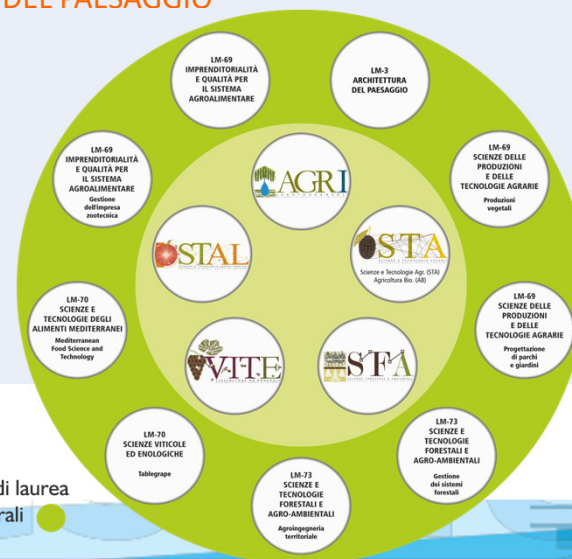 DEL PAESAGGIO
LM-69
IMPRENDITORIALITÀ
E QUALITÀ PER
IL SISTEMA
AGROALIMENTARE
LM-3
ARCHITETTURA
DEL PAESAGGIO
LM-69
IMPRENDITORIALITÀ
E QUALITÀ PER
IL SISTEMA
AGROALIMENTARE
Gestione
dell'impresa
zootecnica
AGRI
LM-69
SCIENZE DELLE
PRODUZIONI
E DELLE
TECNOLOGIE AGRARIE
Produzioni
vegetali
STAL
STA
Scienze e Tecnologie Agr. (STA)
Agricoltura Bio. (AB)
LM-70
SCIENZE E
TECNOLOGIE DEGLI
ALIMENTI MEDITERRANEI
Mediterranean
Food Science and
Technology
LM-69
SCIENZE DELLE
PRODUZIONI
E DELLE
TECNOLOGIE AGRARIE
Progettazione
di parchi
e giardini
VITE
SFA
LM-70
SCIENZE VITICOLE
ED ENOLOGICHE
Tablegrape
LM-73
SCIENZE E
TECNOLOGIE
FORESTALI E
AGRO-AMBIENTALI
Gestione
dei sistemi
forestali
LM-73
SCIENZE E
TECNOLOGIE
FORESTALI E
AGRO-AMBIENTALI
Agroingegneria
territoriale
di laurea
rali